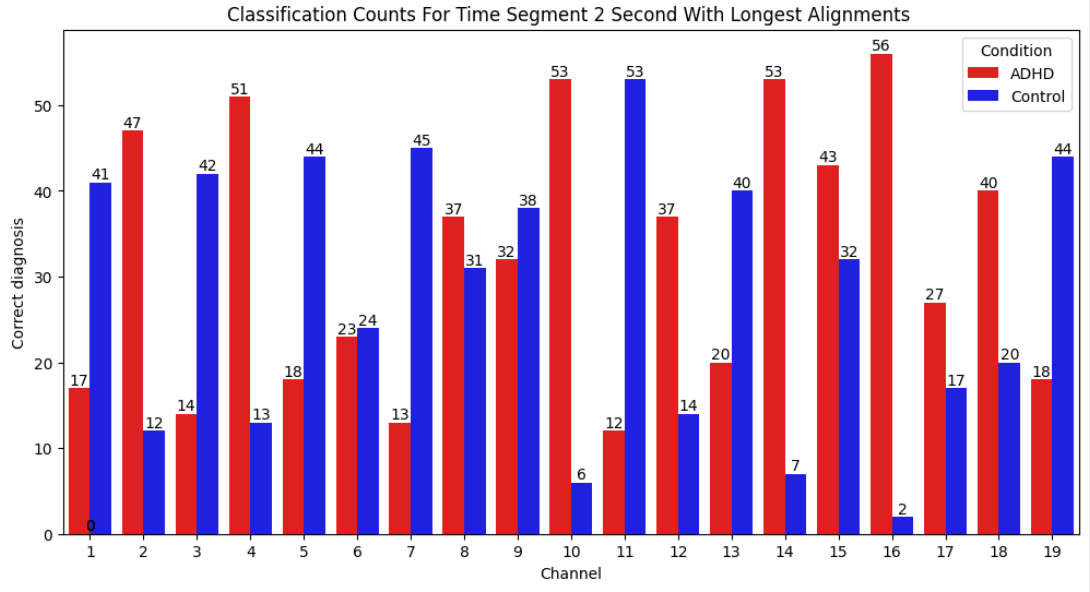 Classification Counts For Time Segment 2 Second With Longest Alignments
Condition
ADHD
Control
Correct diagnosis
50
40
30
20
10
0
17 41 47 12 14 42 51 13 18 44 23 24 13 45 37 31 32 38 53 6 12 53 37 14 20 40 53 7 43 32 56 2 27 17 40 20 18 44
0
1 2 3 4 5 6 7 8 9 10 11 12 13 14 15 16 17 18 19
Channel